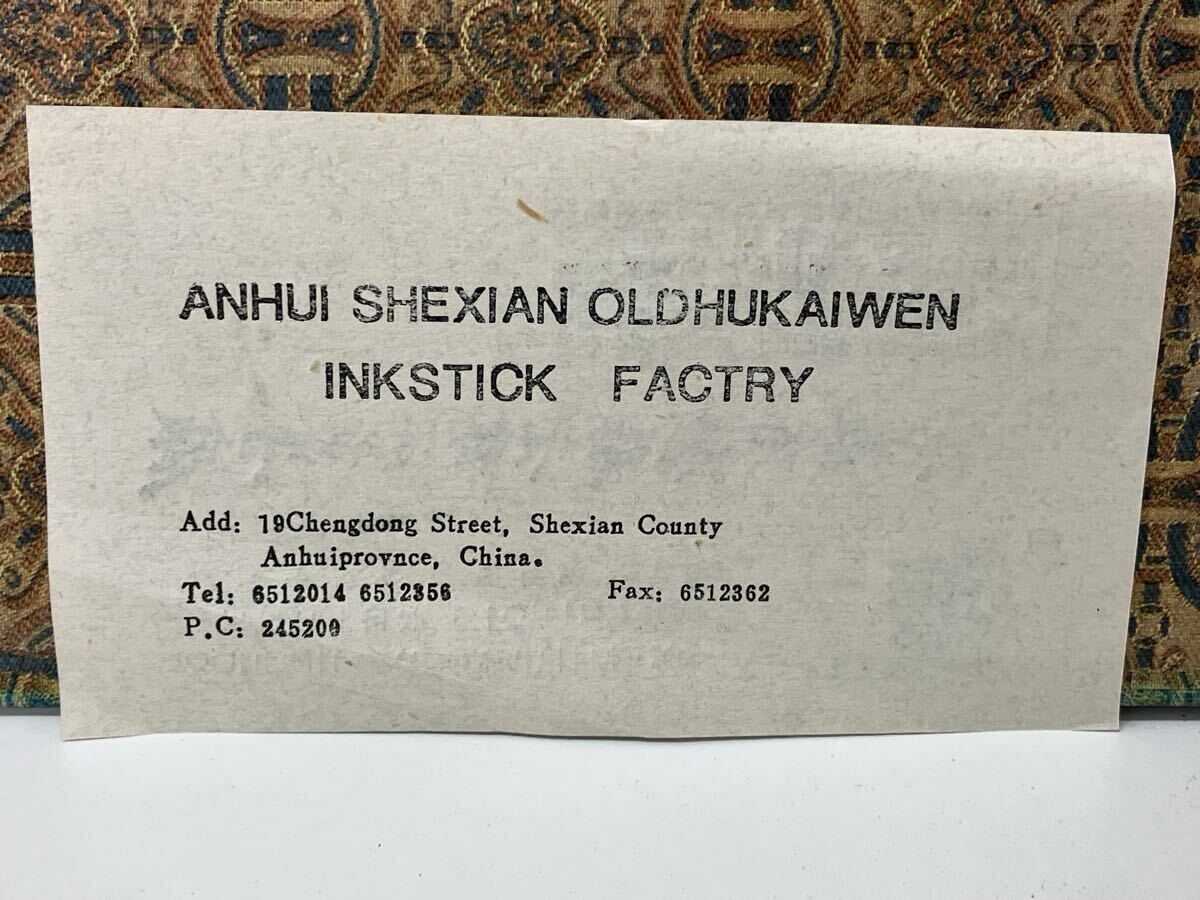 ANHUI SHEXIAN OLDHUKAIWEN
INKSTICK FACTRY
Add: 19Chengdong Street, Shexian County
Anhuiprovnce, China.
Tel: 6512014 6512356 Fax: 6512362
P.C: 245200